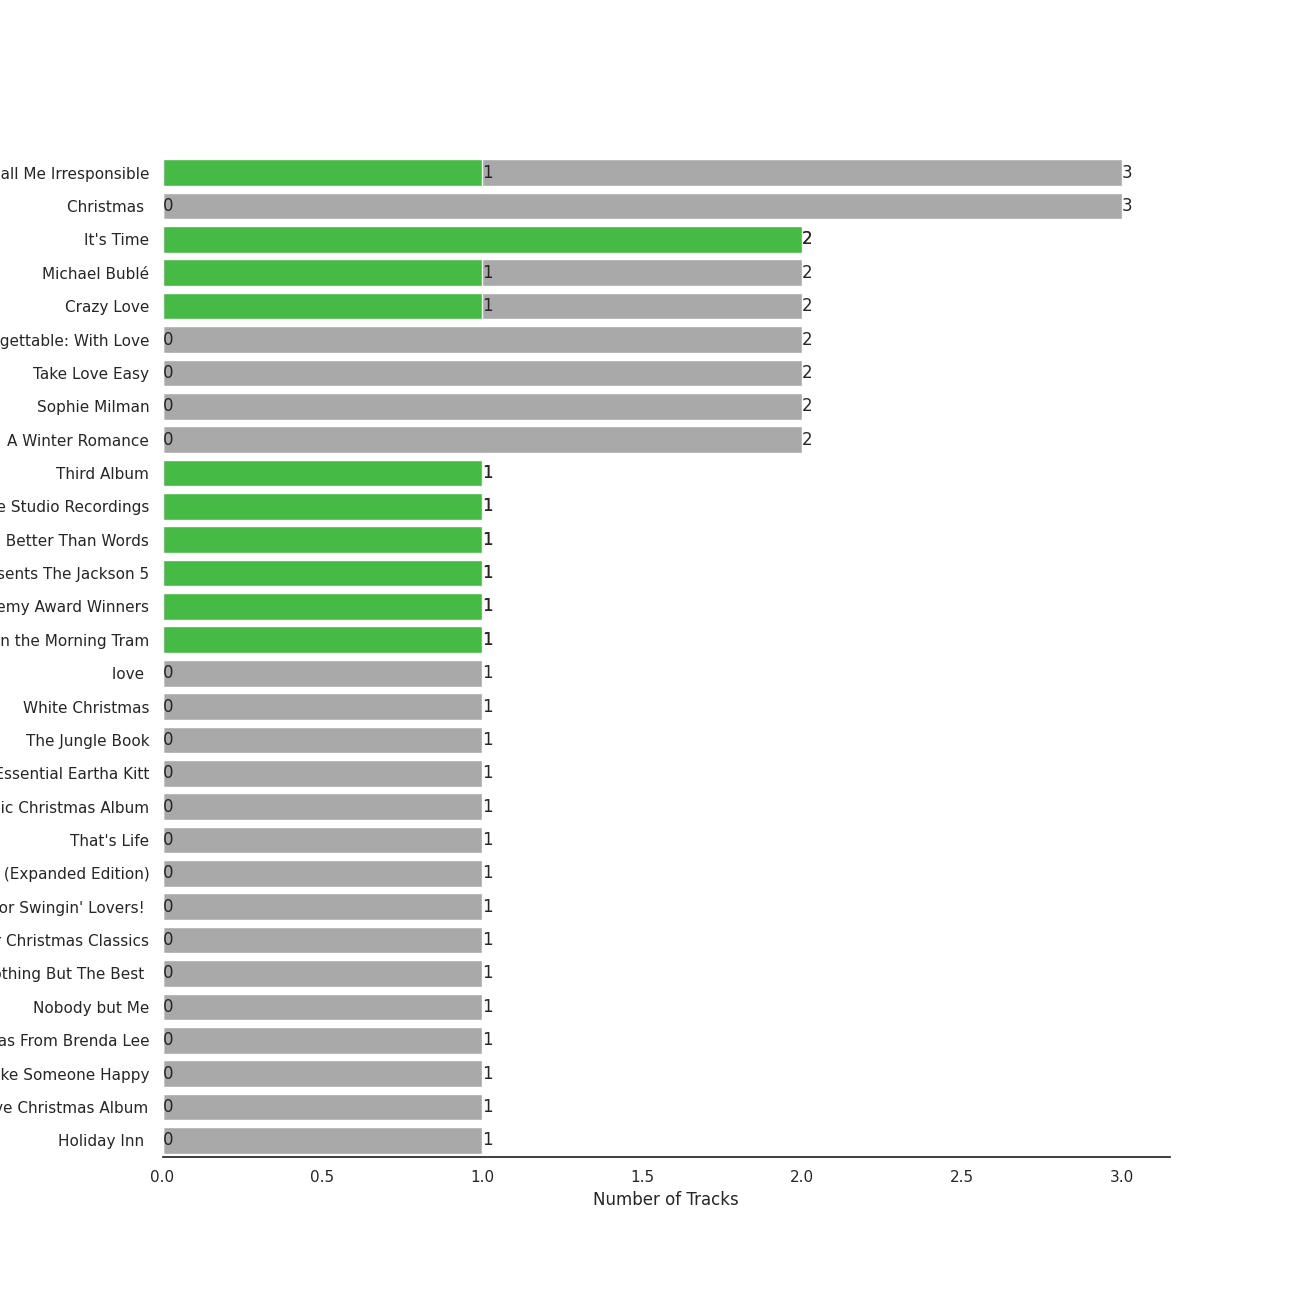 all Me Irresponsible 1 3
Christmas 0 3
It's Time 2
Michael Bublé 1 2
Crazy Love 1 2
gettable: With Love 0 2
Take Love Easy 0 2
Sophie Milman 0 2
A Winter Romance 0 2
Third Album 1
e Studio Recordings 1
Better Than Words 1
sents The Jackson 5 1
emy Award Winners 1
n the Morning Tram 1
love 0 1
White Christmas 0 1
The Jungle Book 0 1
Essential Eartha Kitt 0 1
ic Christmas Album 0 1
That's Life 0 1
(Expanded Edition) 0 1
or Swingin' Lovers! 0 1
r Christmas Classics 0 1
othing But The Best 0 1
Nobody but Me 0 1
as From Brenda Lee 0 1
ke Someone Happy 0 1
ve Christmas Album 0 1
Holiday Inn 0 1
0.0 0.5 1.0 1.5 2.0 2.5 3.0
Number of Tracks